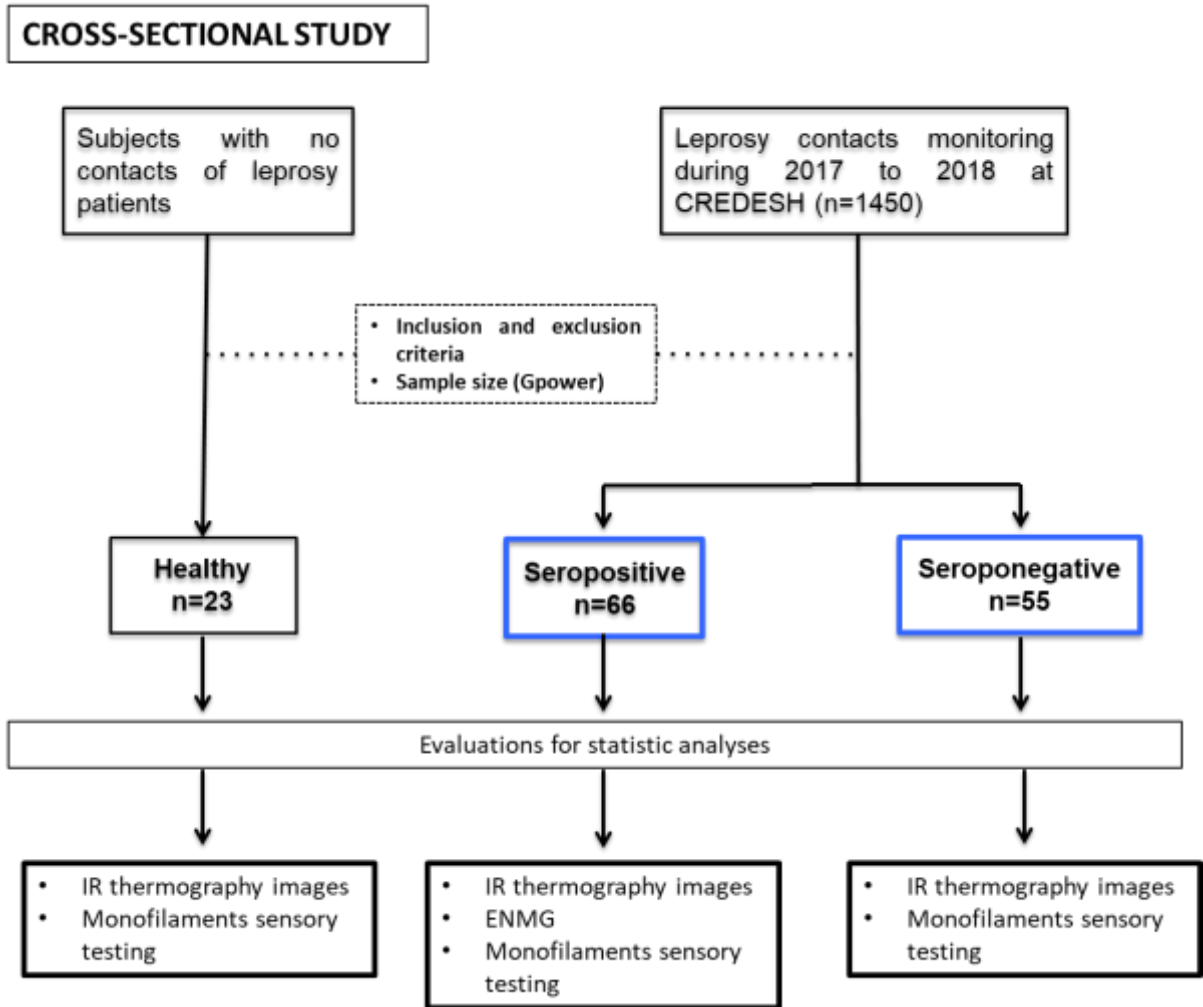 CROSS-SECTIONAL STUDY
Subjects with no
contacts of leprosy
patients
Leprosy contacts monitoring
during 2017 to 2018 at
CREDESH (n=1450)
• Inclusion and exclusion
criteria
• Sample size (Gpower)
Healthy
n=23
Seropositive
n=66
Seroponegative
n=55
Evaluations for statistic analyses
• IR thermography images
• Monofilaments sensory
testing
• IR thermography images
• ENMG
• Monofilaments sensory
testing
• IR thermography images
• Monofilaments sensory
testing